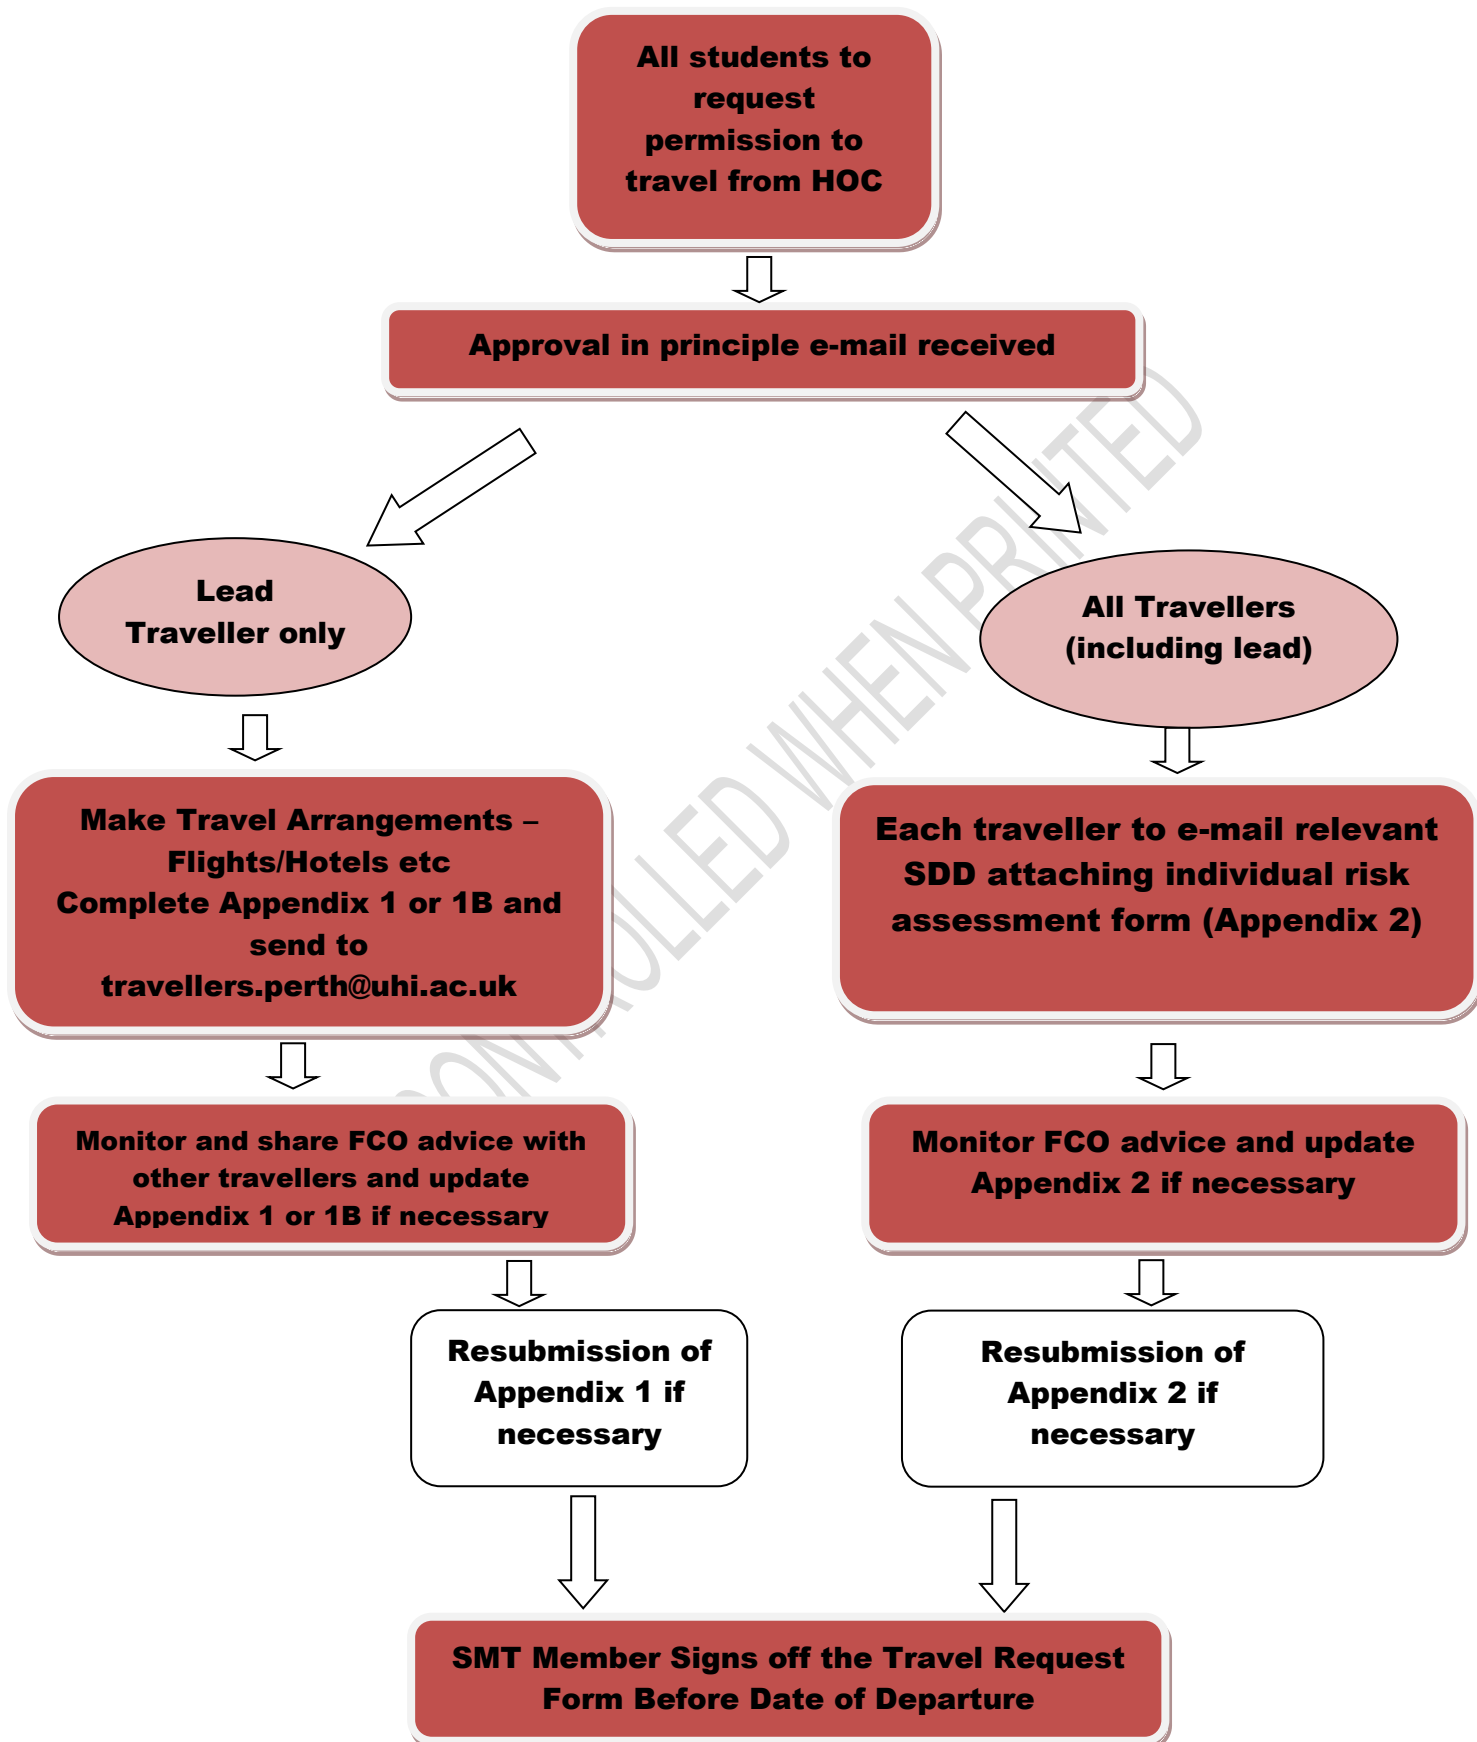 All students to
request
permission to
travel from HOC
Approval in principle e-mail received
Lead
Traveller only
All Travellers
(including lead)
Make Travel Arrangements –
Flights/Hotels etc
Complete Appendix 1 or 1B and
send to
travellers.perth@uhi.ac.uk
Each traveller to e-mail relevant
SDD attaching individual risk
assessment form (Appendix 2)
Monitor and share FCO advice with
other travellers and update
Appendix 1 or 1B if necessary
Monitor FCO advice and update
Appendix 2 if necessary
Resubmission of
Appendix 1 if
necessary
Resubmission of
Appendix 2 if
necessary
SMT Member Signs off the Travel Request
Form Before Date of Departure
WHEN PRINTED